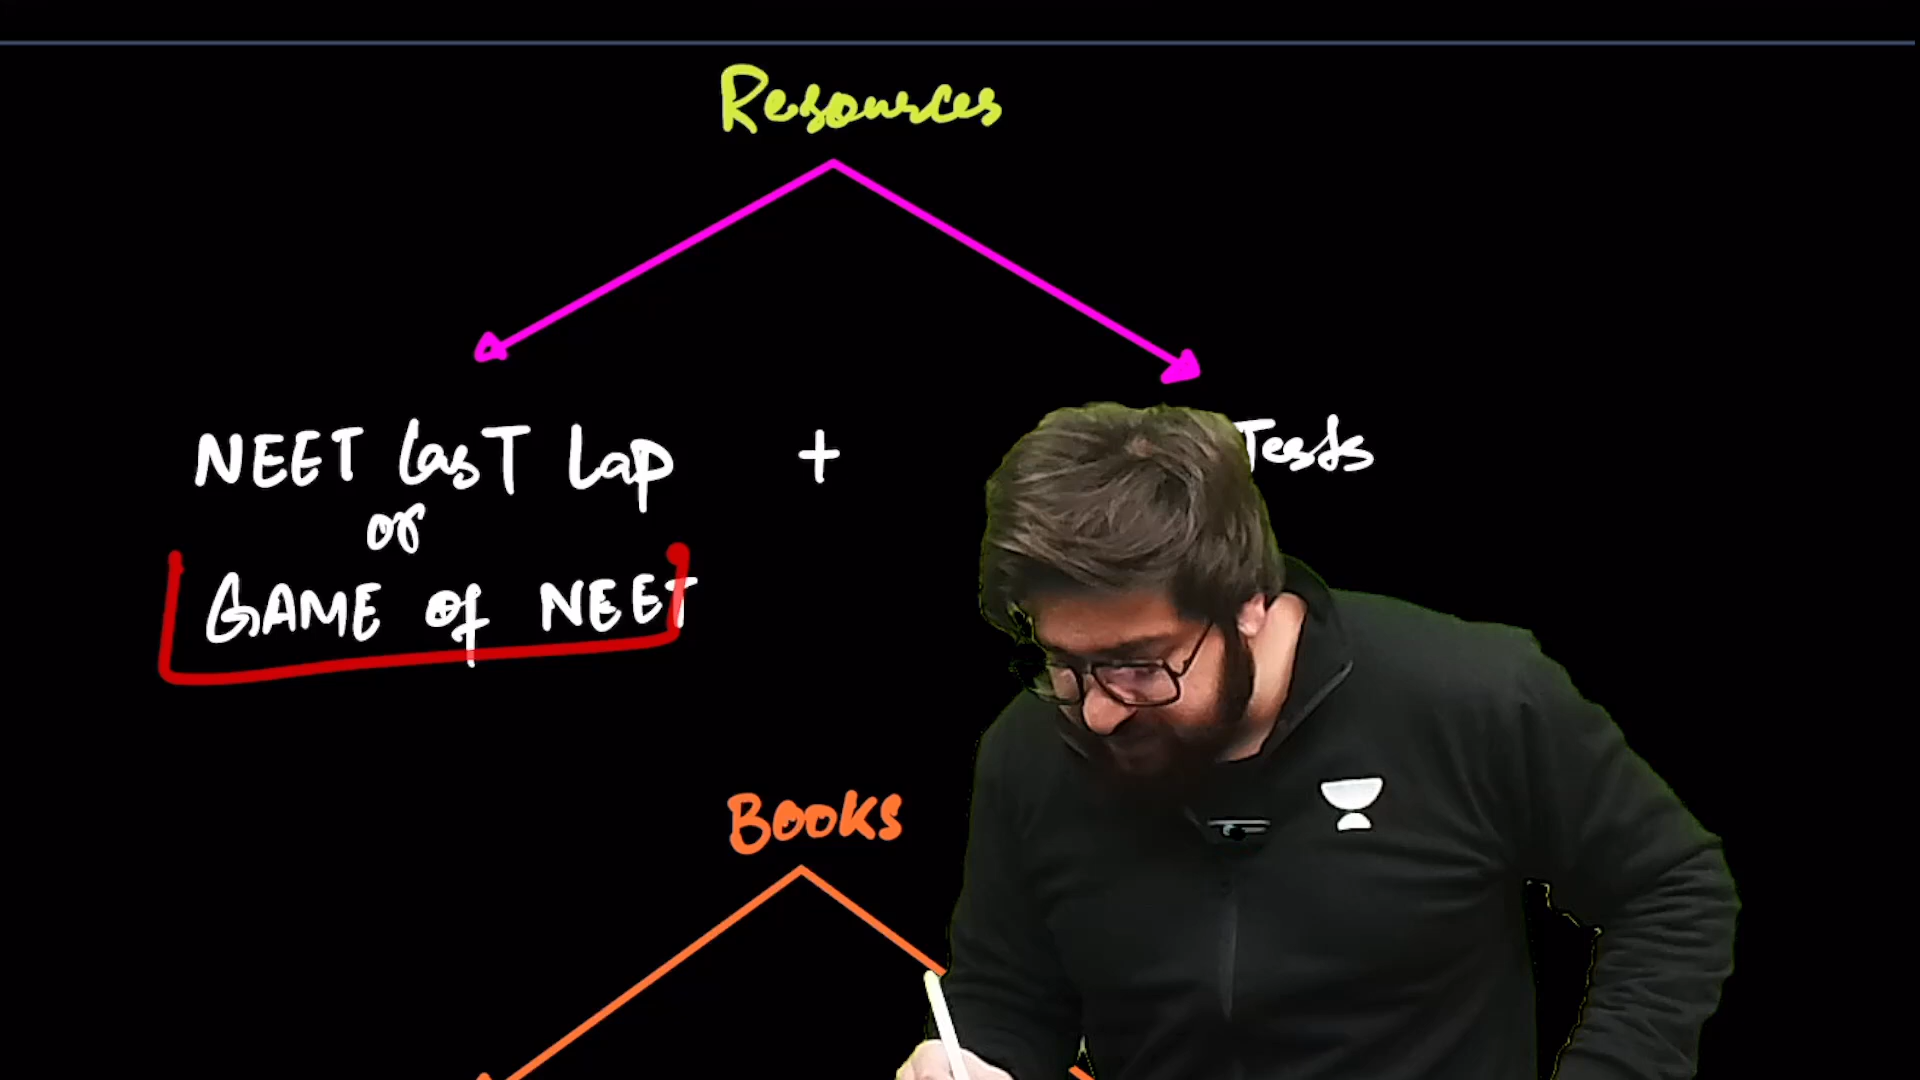 Resources
NEET LasT Lap + Tests
or
GAME of NEET
BOOKS